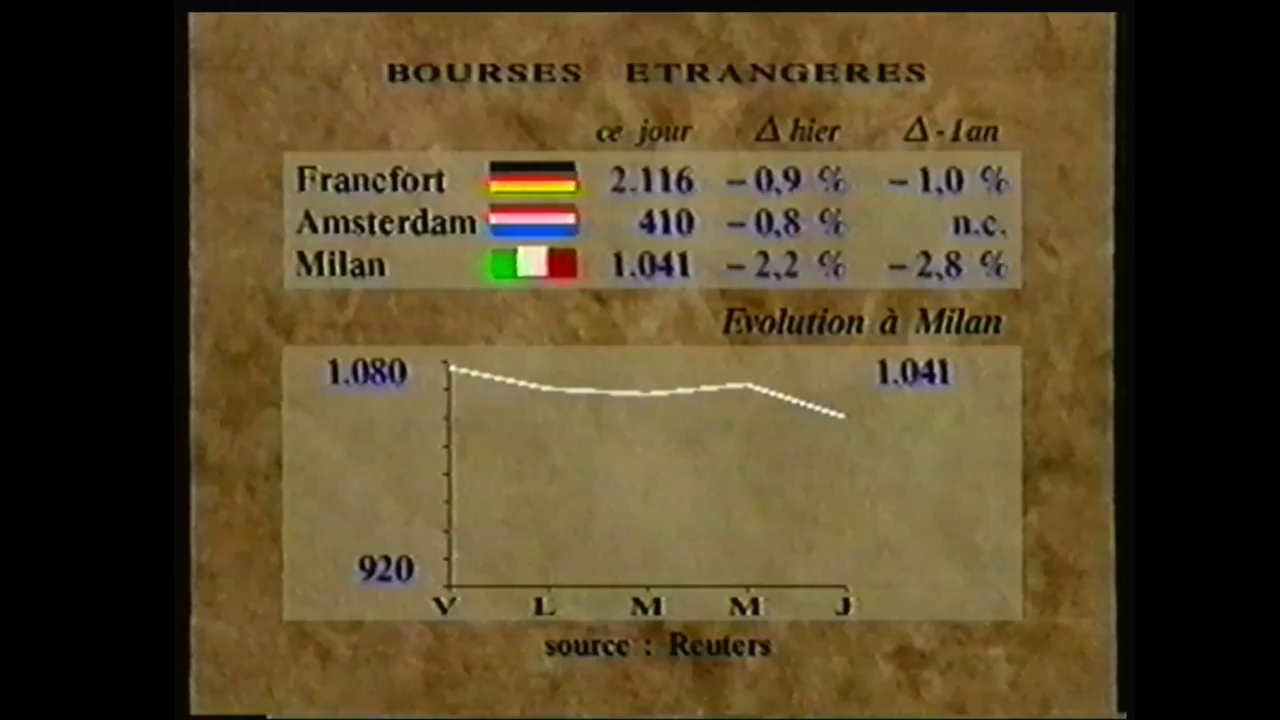 BOURSES ETRANGERES
ce jour Δ hier Δ -1an
Francfort 2.116 -0,9 % -1,0 %
Amsterdam 410 -0,8 % n.c.
Milan 1.041 -2,2 % -2,8 %
Evolution à Milan
1.080 1.041
920
V L M M J
source : Reuters